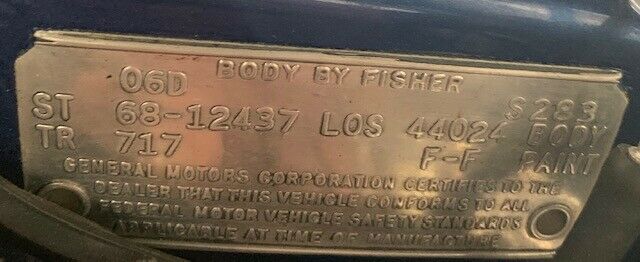 BODY BY FISHER
06D S283
ST 68-12437 LOS 44024 BODY
TR 717 F-F PAINT
GENERAL MOTORS CORPORATION CERTIFIES TO THE
DEALER THAT THIS VEHICLE CONFORMS TO ALL
FEDERAL MOTOR VEHICLE SAFETY STANDARDS
APPLICABLE AT TIME OF MANUFACTURE